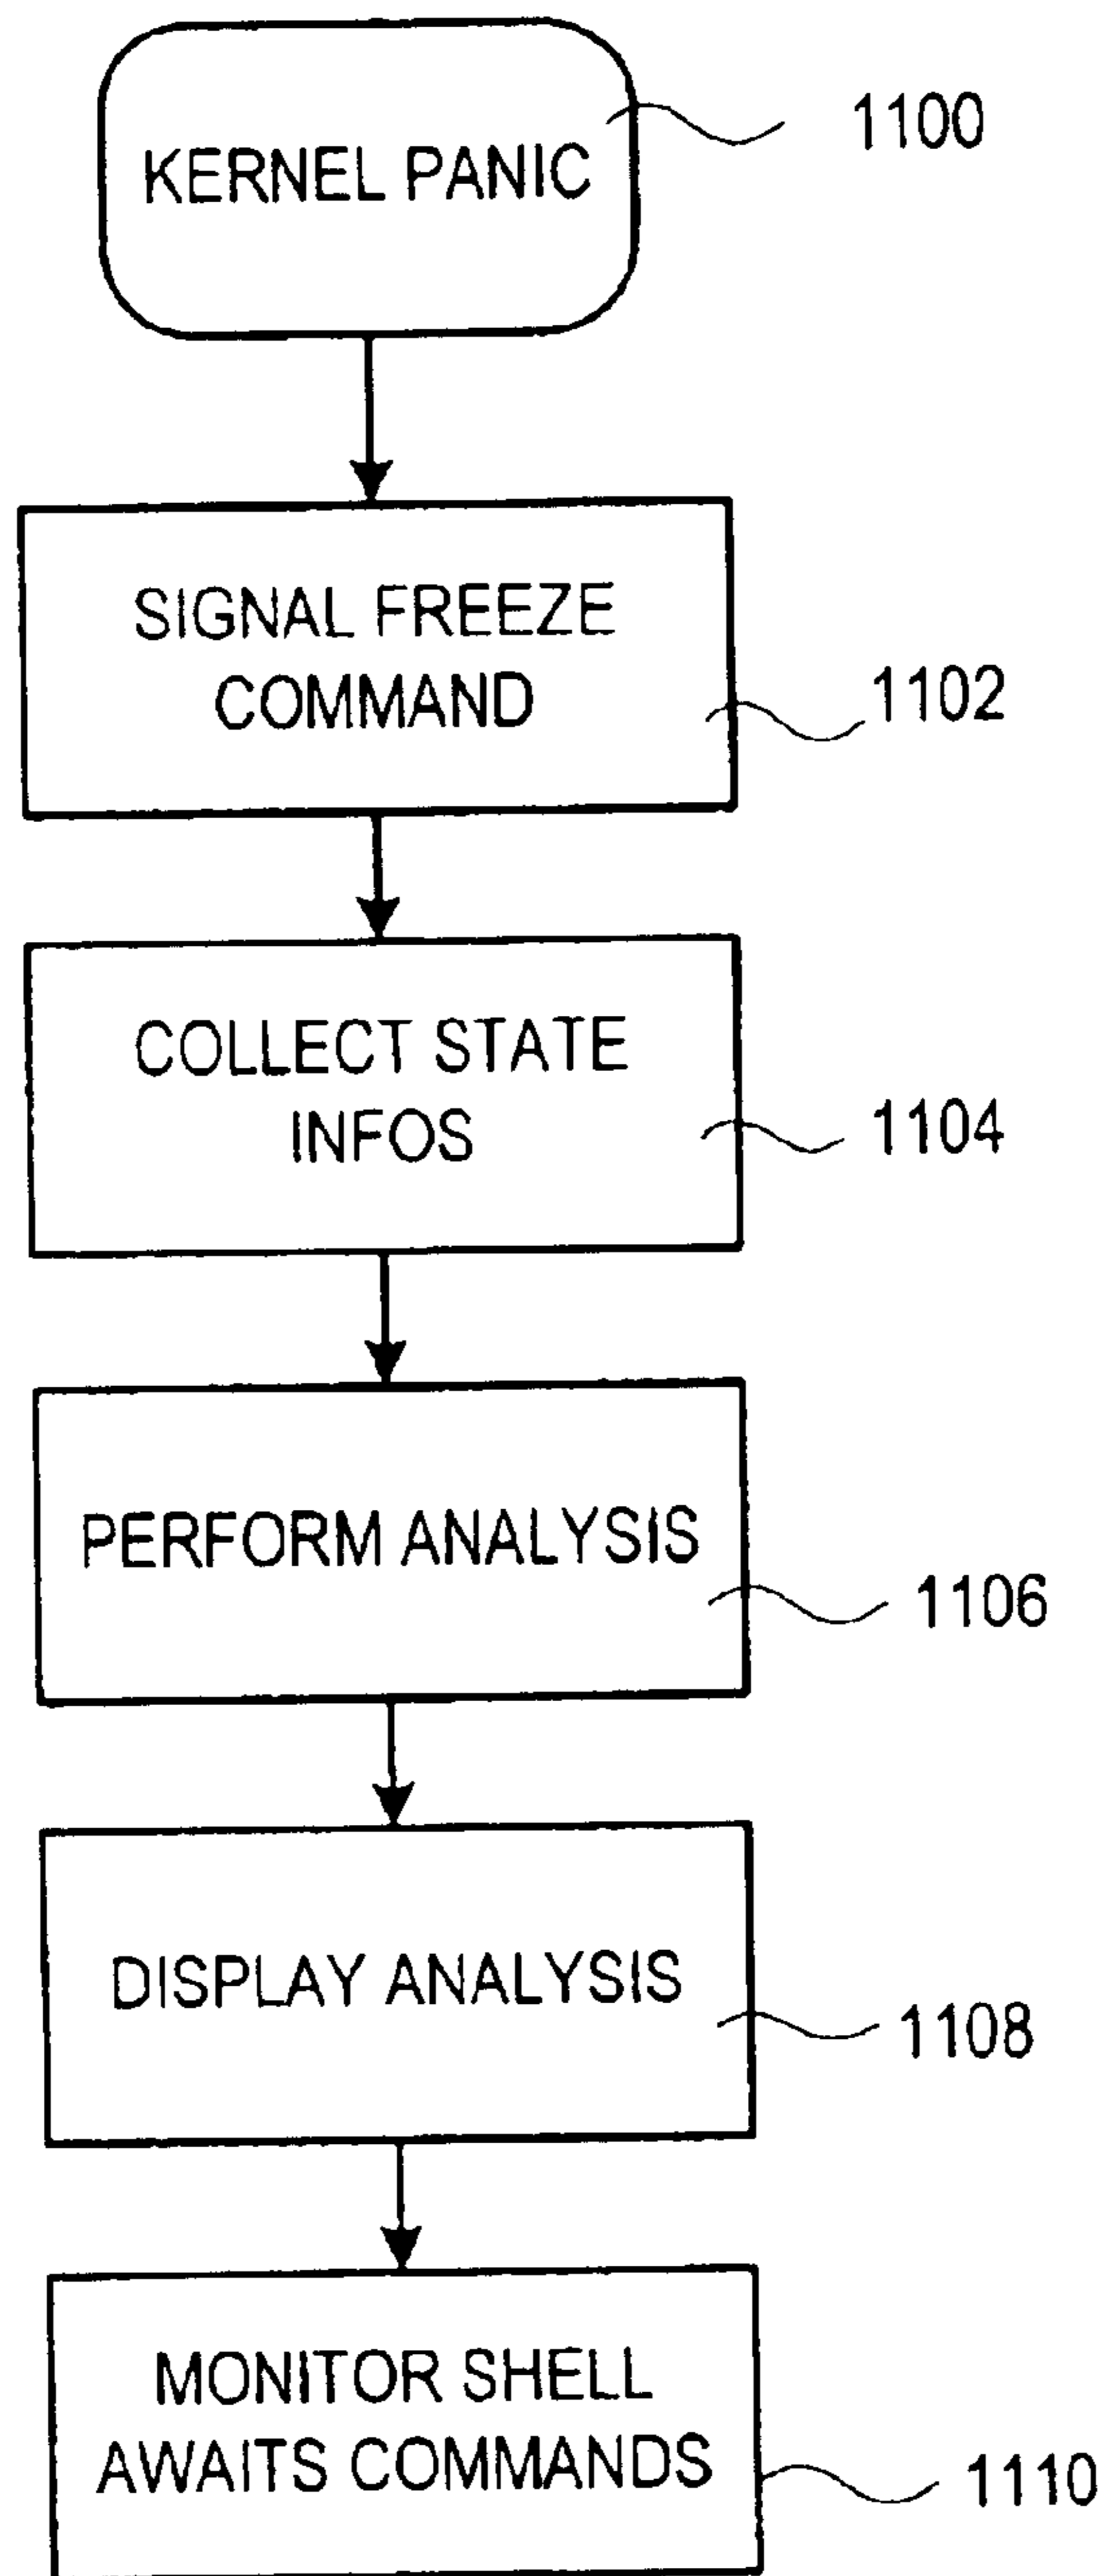 KERNEL PANIC
1100
SIGNAL FREEZE
COMMAND
1102
COLLECT STATE
INFOS
1104
PERFORM ANALYSIS
1106
DISPLAY ANALYSIS
1108
MONITOR SHELL
AWAITS COMMANDS
1110